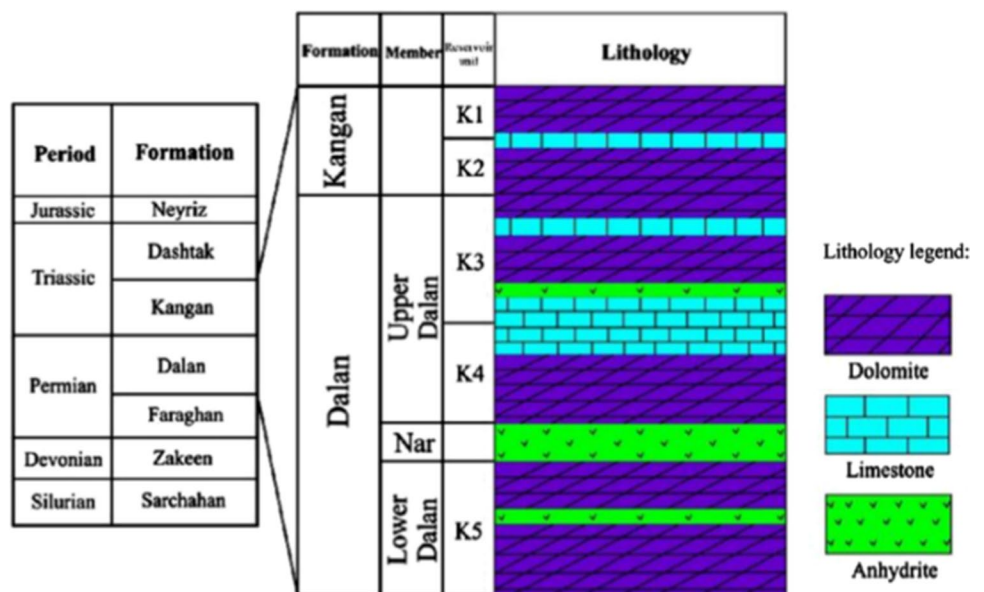 Period Formation
Jurassic Neyriz
Triassic Dashtak
Kangan
Permian Dalan
Faraghan
Devonian Zakeen
Silurian Sarchahan
Formation Member Reservoir unit Lithology
Kangan K1
K2
Dalan Upper Dalan K3
K4
Nar
Lower Dalan K5
Lithology legend:
Dolomite
Limestone
Anhydrite